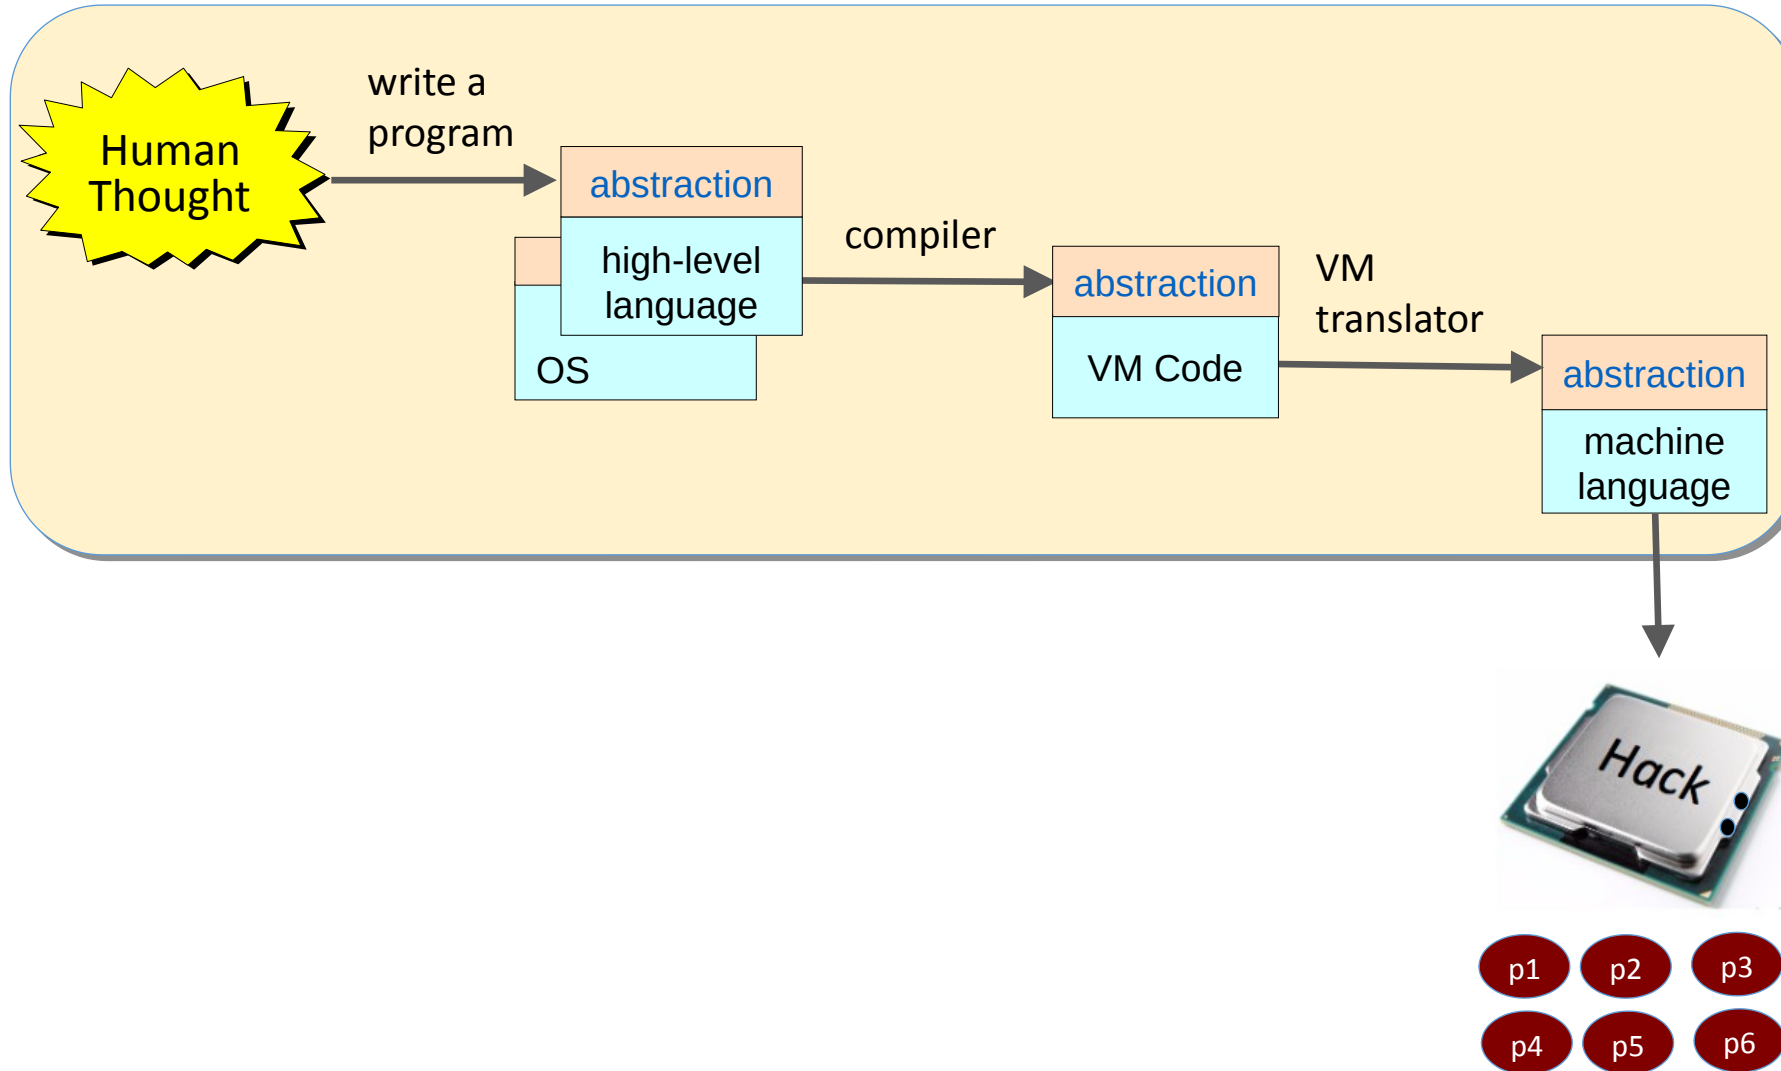 Human
Thought
write a
program
abstraction
high-level
language
OS
compiler
abstraction
VM Code
VM
translator
abstraction
machine
language
Hack
p1
p2
p3
p4
p5
p6